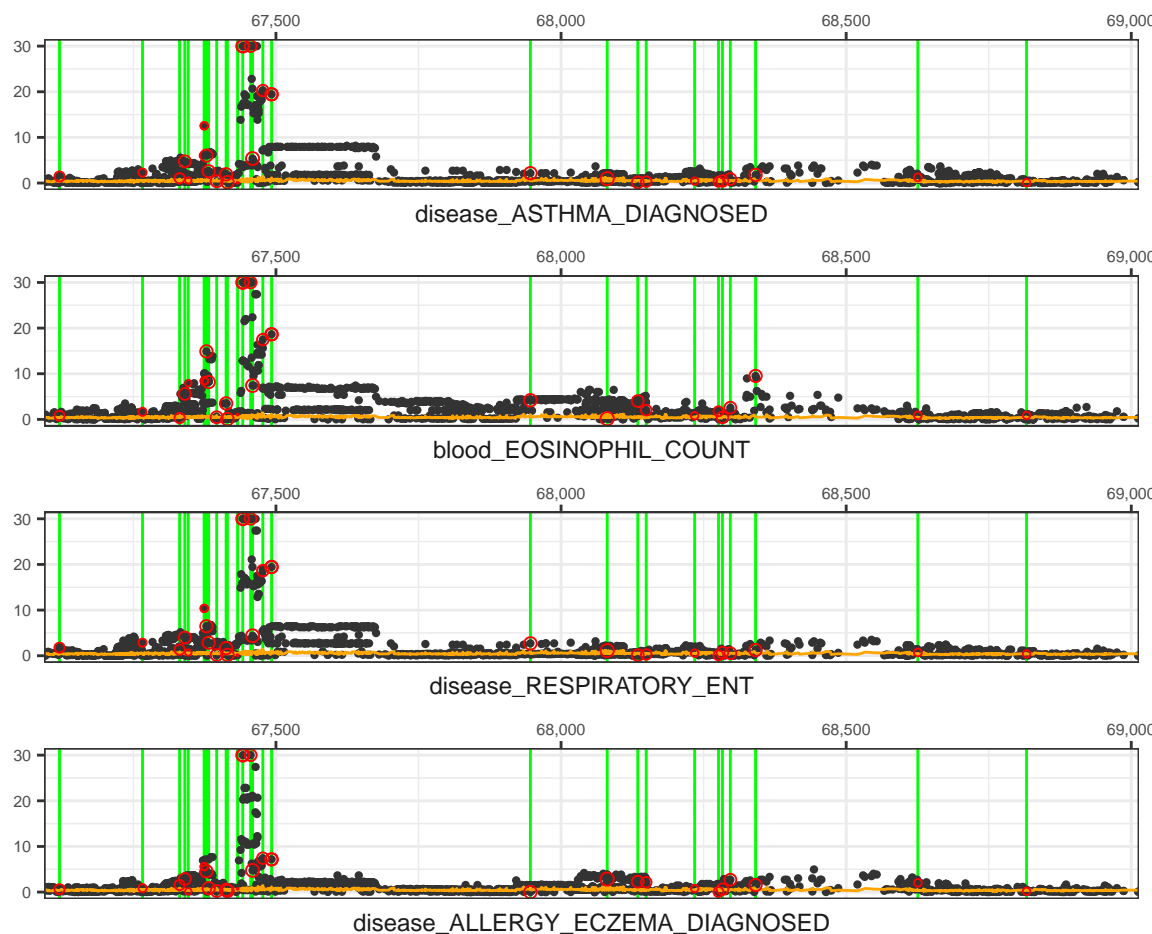 67,500 68,000 68,500 69,000
30
20
10
0
disease_ASTHMA_DIAGNOSED
67,500 68,000 68,500 69,000
30
20
10
0
blood_EOSINOPHIL_COUNT
67,500 68,000 68,500 69,000
30
20
10
0
disease_RESPIRATORY_ENT
67,500 68,000 68,500 69,000
30
20
10
0
disease_ALLERGY_ECZEMA_DIAGNOSED